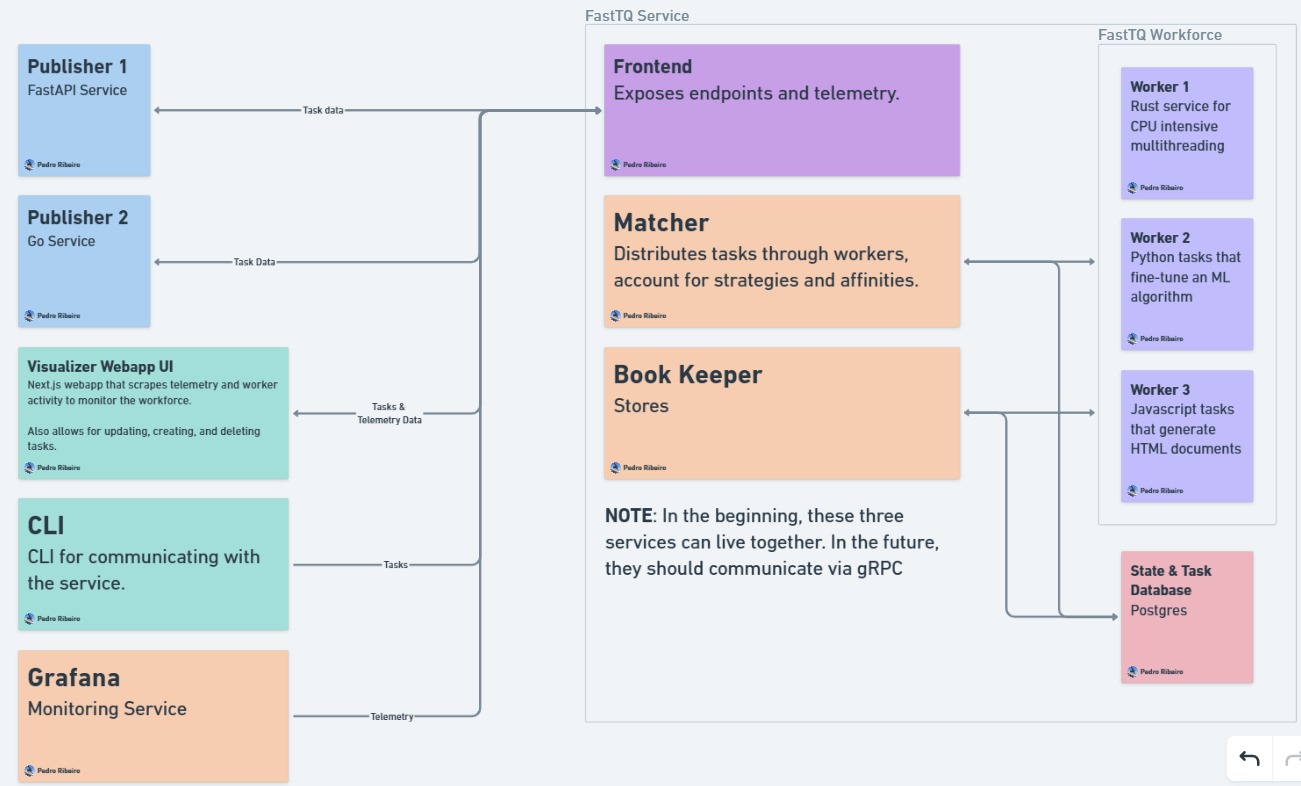 FastTQ Service
FastTQ Workforce
Publisher 1
FastAPI Service
Pedro Ribeiro
Publisher 2
Go Service
Pedro Ribeiro
Visualizer Webapp UI
Next.js webapp that scrapes telemetry and worker
activity to monitor the workforce.
Also allows for updating, creating, and deleting
tasks.
Pedro Ribeiro
CLI
CLI for communicating with
the service.
Pedro Ribeiro
Grafana
Monitoring Service
Pedro Ribeiro
Task data
Task Data
Tasks &
Telemetry Data
Tasks
Telemetry
Frontend
Exposes endpoints and telemetry.
Pedro Ribeiro
Matcher
Distributes tasks through workers,
account for strategies and affinities.
Pedro Ribeiro
Book Keeper
Stores
Pedro Ribeiro
NOTE: In the beginning, these three
services can live together. In the future,
they should communicate via gRPC
Worker 1
Rust service for
CPU intensive
multithreading
Pedro Ribeiro
Worker 2
Python tasks that
fine-tune an ML
algorithm
Pedro Ribeiro
Worker 3
Javascript tasks
that generate
HTML documents
Pedro Ribeiro
State & Task
Database
Postgres
Pedro Ribeiro